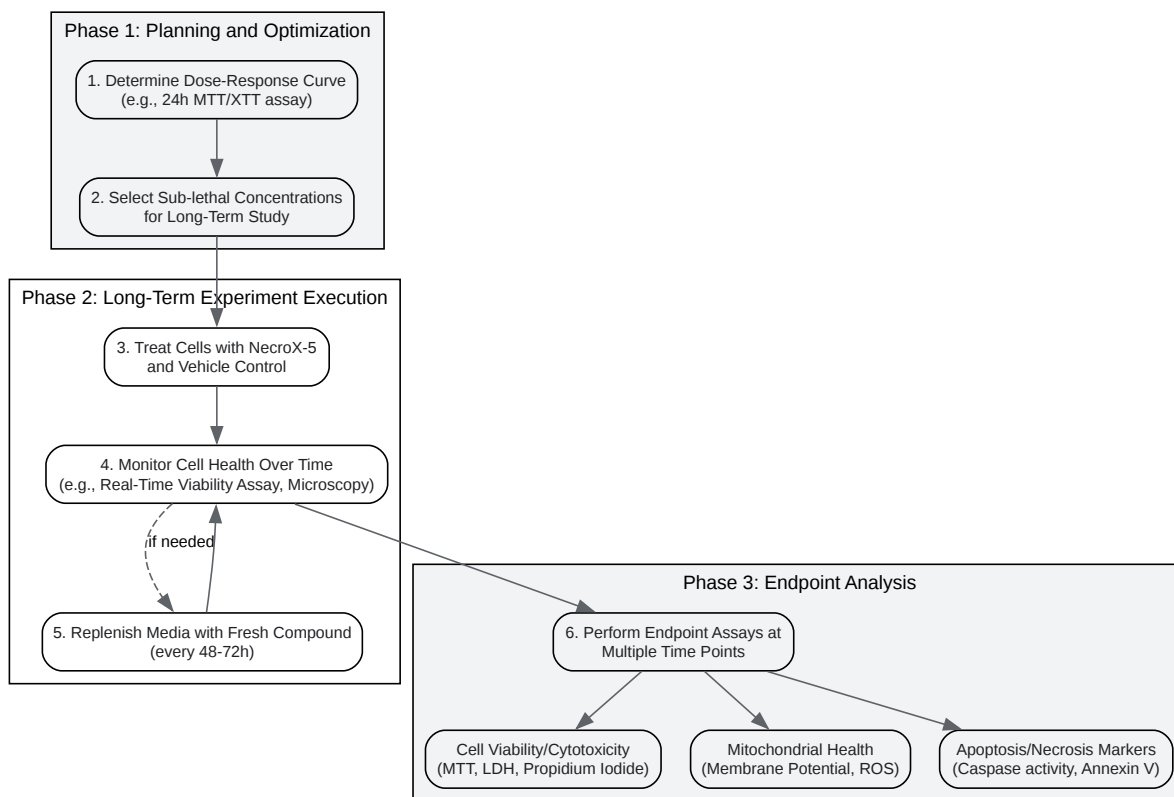 Phase 1: Planning and Optimization
1. Determine Dose-Response Curve
(e.g., 24h MTT/XTT assay)
2. Select Sub-lethal Concentrations
for Long-Term Study
Phase 2: Long-Term Experiment Execution
3. Treat Cells with NecroX-5
and Vehicle Control
4. Monitor Cell Health Over Time
(e.g., Real-Time Viability Assay, Microscopy)
if needed
5. Replenish Media with Fresh Compound
(every 48-72h)
Phase 3: Endpoint Analysis
6. Perform Endpoint Assays at
Multiple Time Points
Cell Viability/Cytotoxicity
(MTT, LDH, Propidium Iodide)
Mitochondrial Health
(Membrane Potential, ROS)
Apoptosis/Necrosis Markers
(Caspase activity, Annexin V)